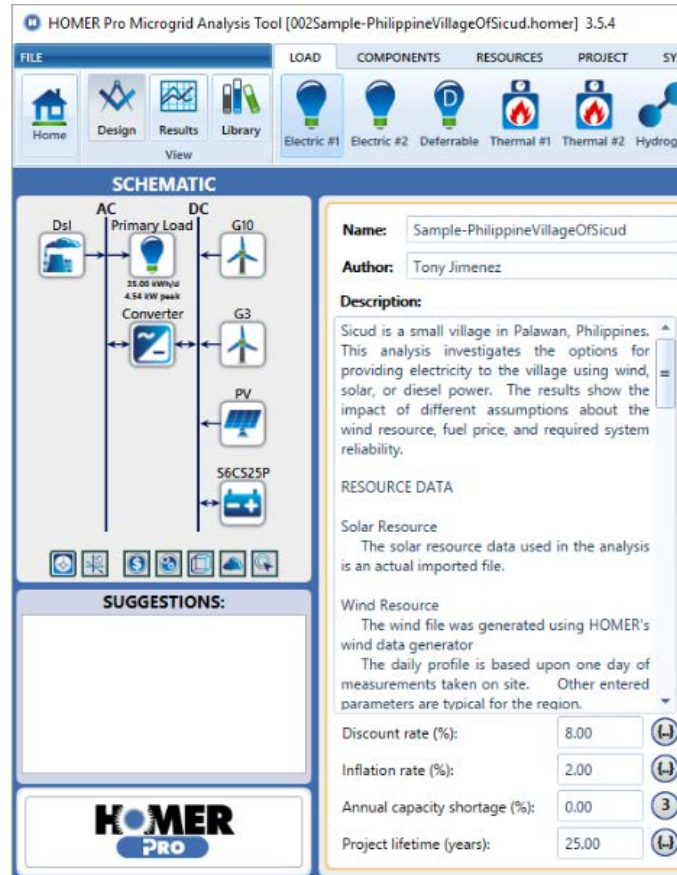 HOMER Pro Microgrid Analysis Tool [002Sample-PhilippineVillageOfSicud.homer] 3.5.4
FILE
LOAD COMPONENTS RESOURCES PROJECT SY
Home
Design
Results
Library
View
Electric #1
Electric #2
D
Deferrable
Thermal #1
Thermal #2
Hydrog
SCHEMATIC
AC DC
Dsl Primary Load G10
25.00 kWh/d
4.54 kW peak
Converter G3
PV
S6CS25P
SUGGESTIONS:
HOMER
PRO
Name: Sample-PhilippineVillageOfSicud
Author: Tony Jimenez
Description:
Sicud is a small village in Palawan, Philippines.
This analysis investigates the options for
providing electricity to the village using wind,
solar, or diesel power. The results show the
impact of different assumptions about the
wind resource, fuel price, and required system
reliability.
RESOURCE DATA
Solar Resource
The solar resource data used in the analysis
is an actual imported file.
Wind Resource
The wind file was generated using HOMER's
wind data generator
The daily profile is based upon one day of
measurements taken on site. Other entered
parameters are typical for the region.
Discount rate (%): 8.00 {..}
Inflation rate (%): 2.00 {..}
Annual capacity shortage (%): 0.00 3
Project lifetime (years): 25.00 {..}